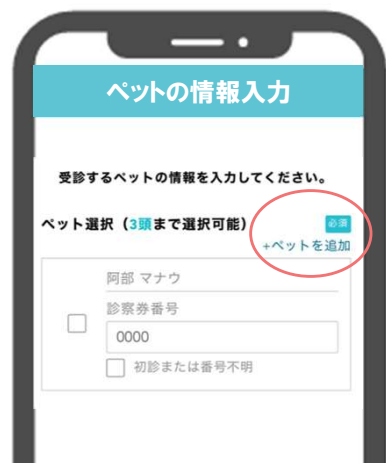 ペットの情報入力
受診するペットの情報を入力してください。
ペット選択（3頭まで選択可能） 必須
+ペットを追加
阿部 マナウ
診察券番号
0000
初診または番号不明